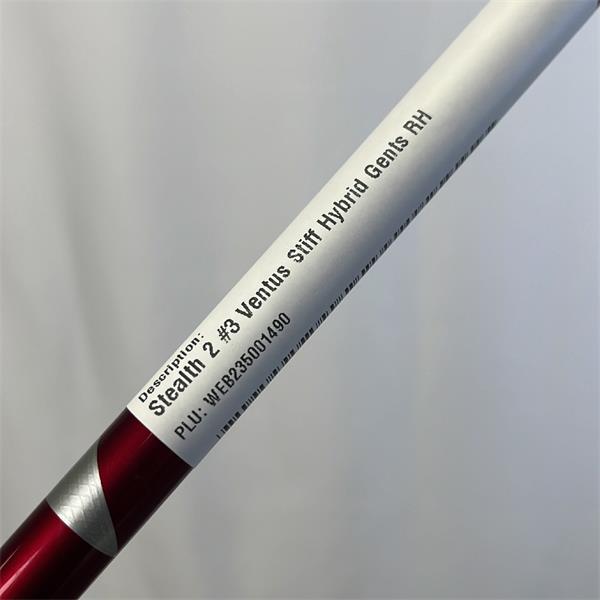 Description:
Stealth 2 #3 Ventus Stiff Hybrid Gents RH
PLU: WEB235001490